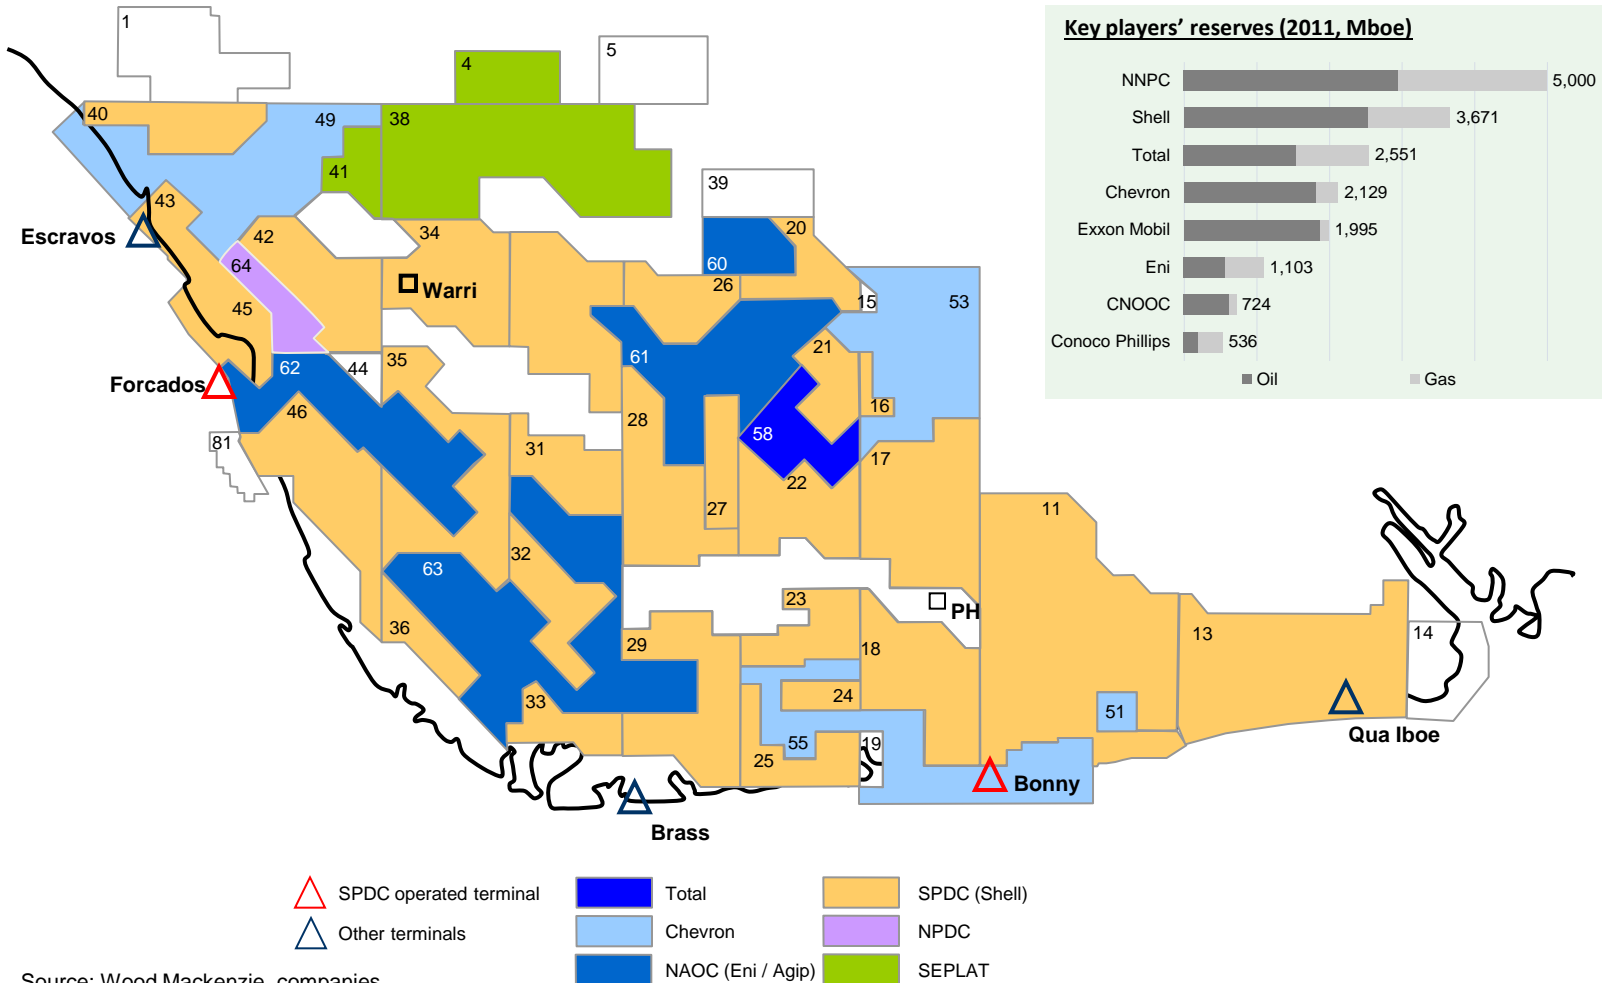 1
4
5
Key players' reserves (2011, Mboe)
NNPC
5,000
Shell
3,671
Total
2,551
Chevron
2,129
Exxon Mobil
1,995
Eni
1,103
CNOOC
724
Conoco Phillips
536
Oil
Gas
40
49
38
41
39
43
42
34
20
Escravos
64
60
26
Warri
45
15
53
61
21
62
44
35
Forcados
46
28
16
58
81
31
17
22
27
11
32
63
23
PH
36
29
18
13
14
33
24
51
55
19
25
Qua Iboe
Bonny
Brass
SPDC operated terminal
Total
SPDC (Shell)
Other terminals
Chevron
NPDC
NAOC (Eni / Agip)
SEPLAT
Source: Wood Mackenzie, companies